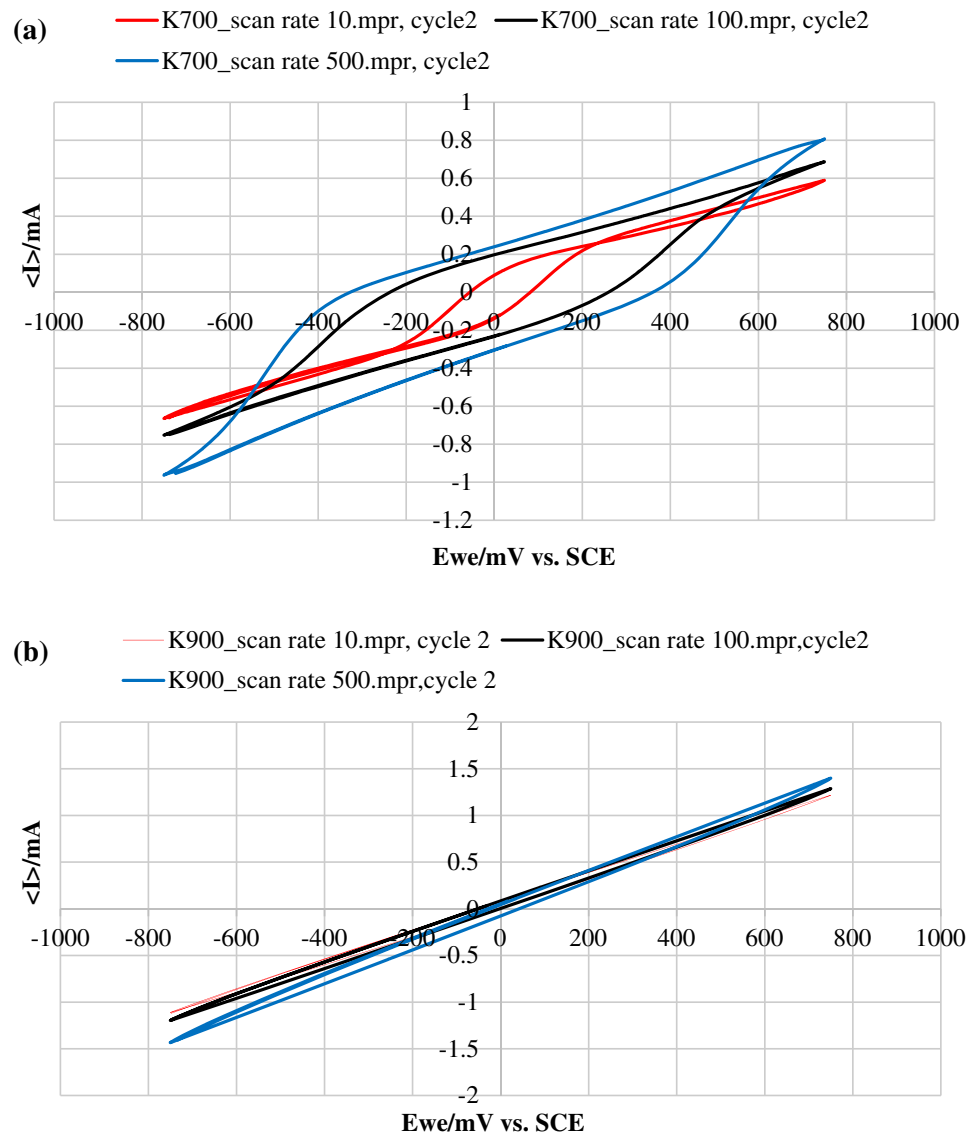 (a)
K700_scan rate 10.mpr, cycle2 K700_scan rate 100.mpr, cycle2
K700_scan rate 500.mpr, cycle2
1
0.8
0.6
0.4
0.2
0
-0.2
-0.4
-0.6
-0.8
-1
-1.2
-1000 -800 -600 -400 -200 0 200 400 600 800 1000
<I>/mA
Ewe/mV vs. SCE
(b)
K900_scan rate 10.mpr, cycle 2 K900_scan rate 100.mpr,cycle2
K900_scan rate 500.mpr,cycle 2
2
1.5
1
0.5
0
-0.5
-1
-1.5
-2
-1000 -800 -600 -400 -200 0 200 400 600 800 1000
<I>/mA
Ewe/mV vs. SCE